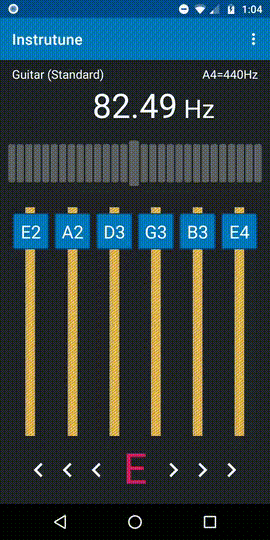 1:04
Instrutune
Guitar (Standard) A4=440Hz
82.49 Hz
E2 A2 D3 G3 B3 E4
< < < E > > >